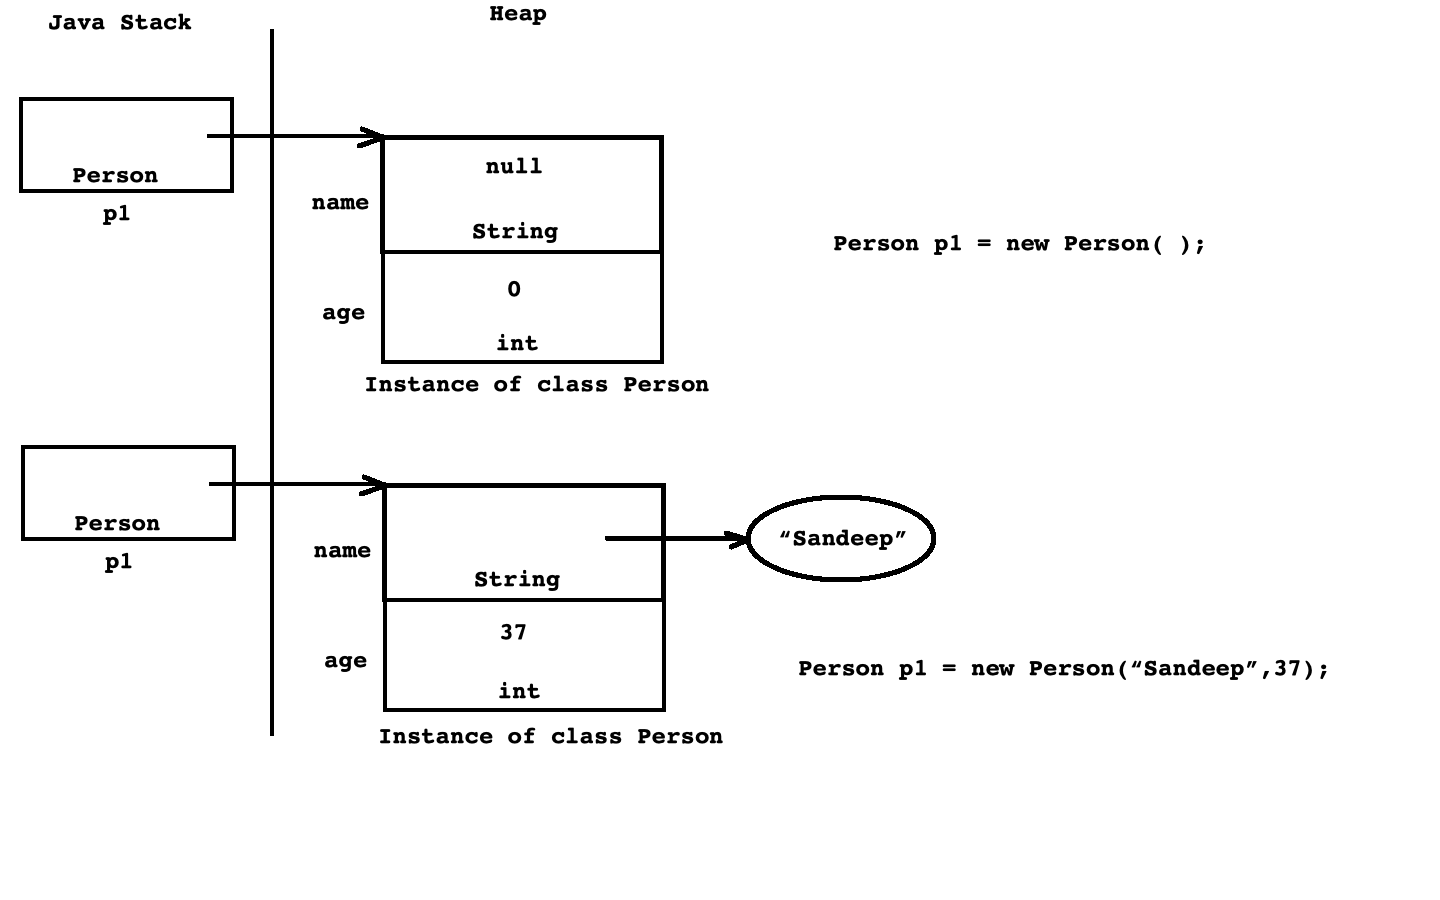 Java Stack
Heap
Person
p1
name
null
String
age
0
int
Instance of class Person
Person p1 = new Person( );
Person
p1
name
String
“Sandeep”
age
37
int
Instance of class Person
Person p1 = new Person(“Sandeep”,37);